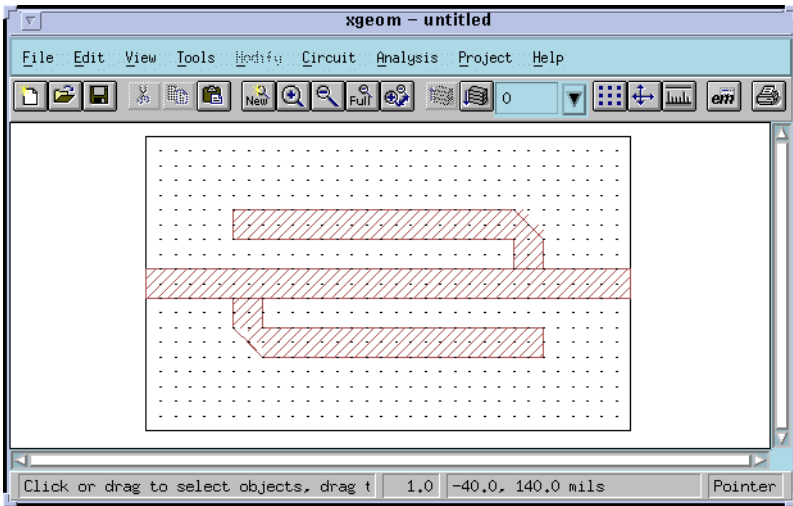 xgeom – untitled
File Edit View Tools Modify Circuit Analysis Project Help
New Full 0 em
Click or drag to select objects, drag t 1.0 -40.0, 140.0 mils Pointer